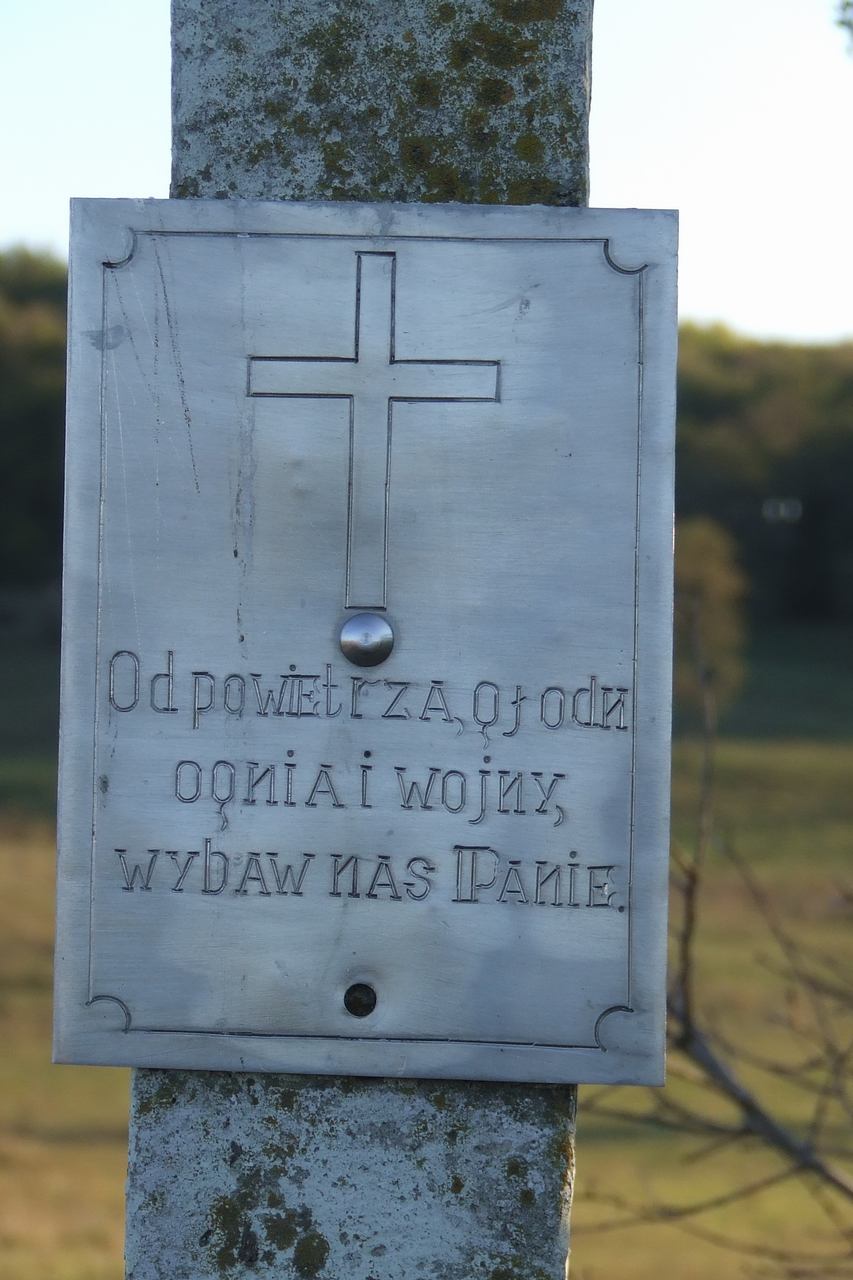 Od powietrza, głodu
ognia i wojny,
wybaw nas Panie.